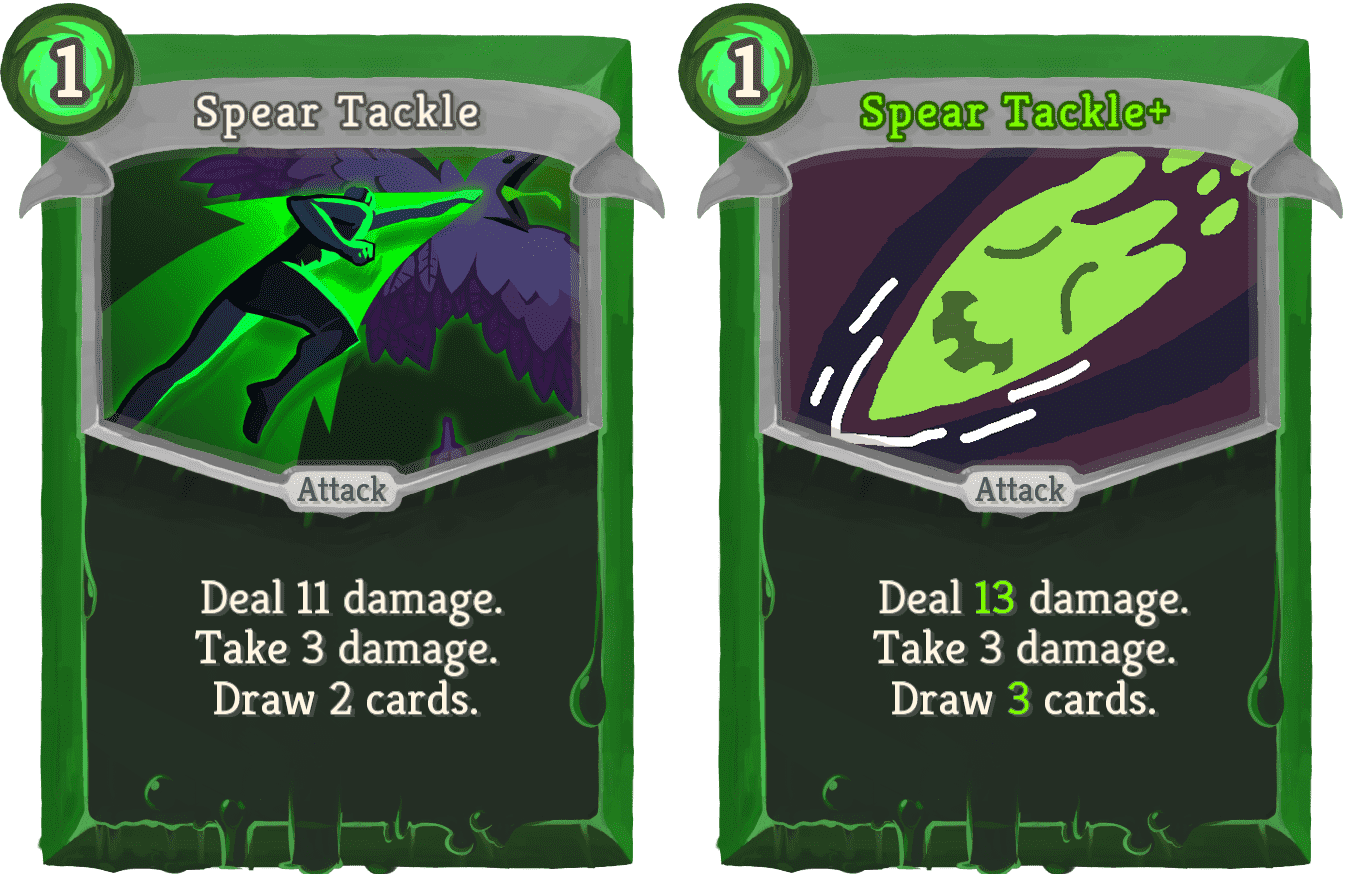 1
Spear Tackle
Attack
Deal 11 damage.
Take 3 damage.
Draw 2 cards.
1
Spear Tackle+
Attack
Deal 13 damage.
Take 3 damage.
Draw 3 cards.